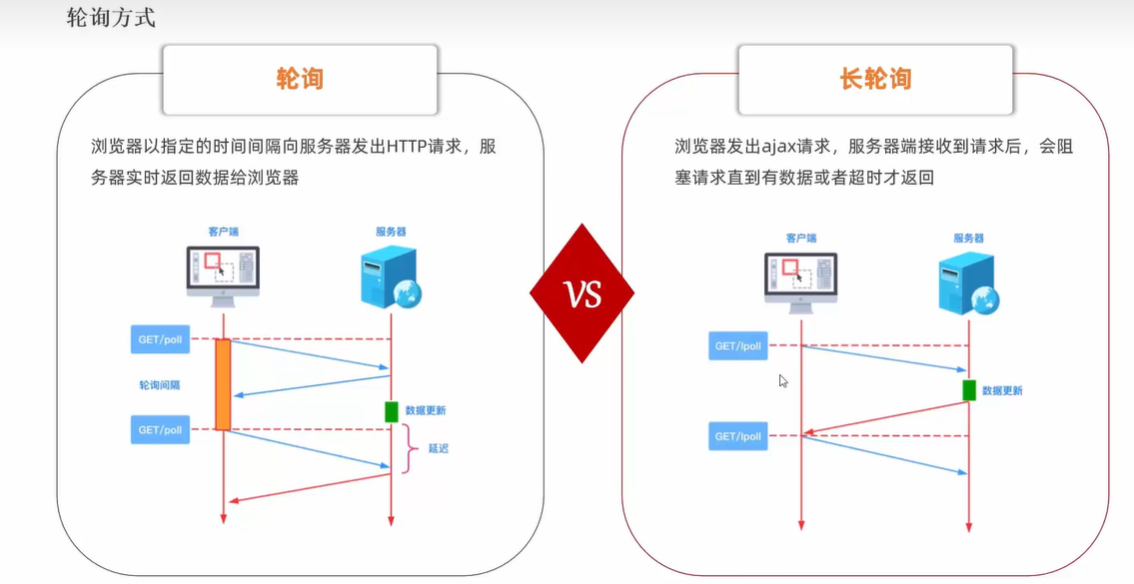 轮询方式
轮询
浏览器以指定的时间间隔向服务器发出HTTP请求，服
务器实时返回数据给浏览器
客户端
服务器
GET/poll
轮询间隔
数据更新
GET/poll
延迟
VS
长轮询
浏览器发出ajax请求，服务器端接收到请求后，会阻
塞请求直到有数据或者超时才返回
客户端
服务器
GET/lpoll
数据更新
GET/lpoll